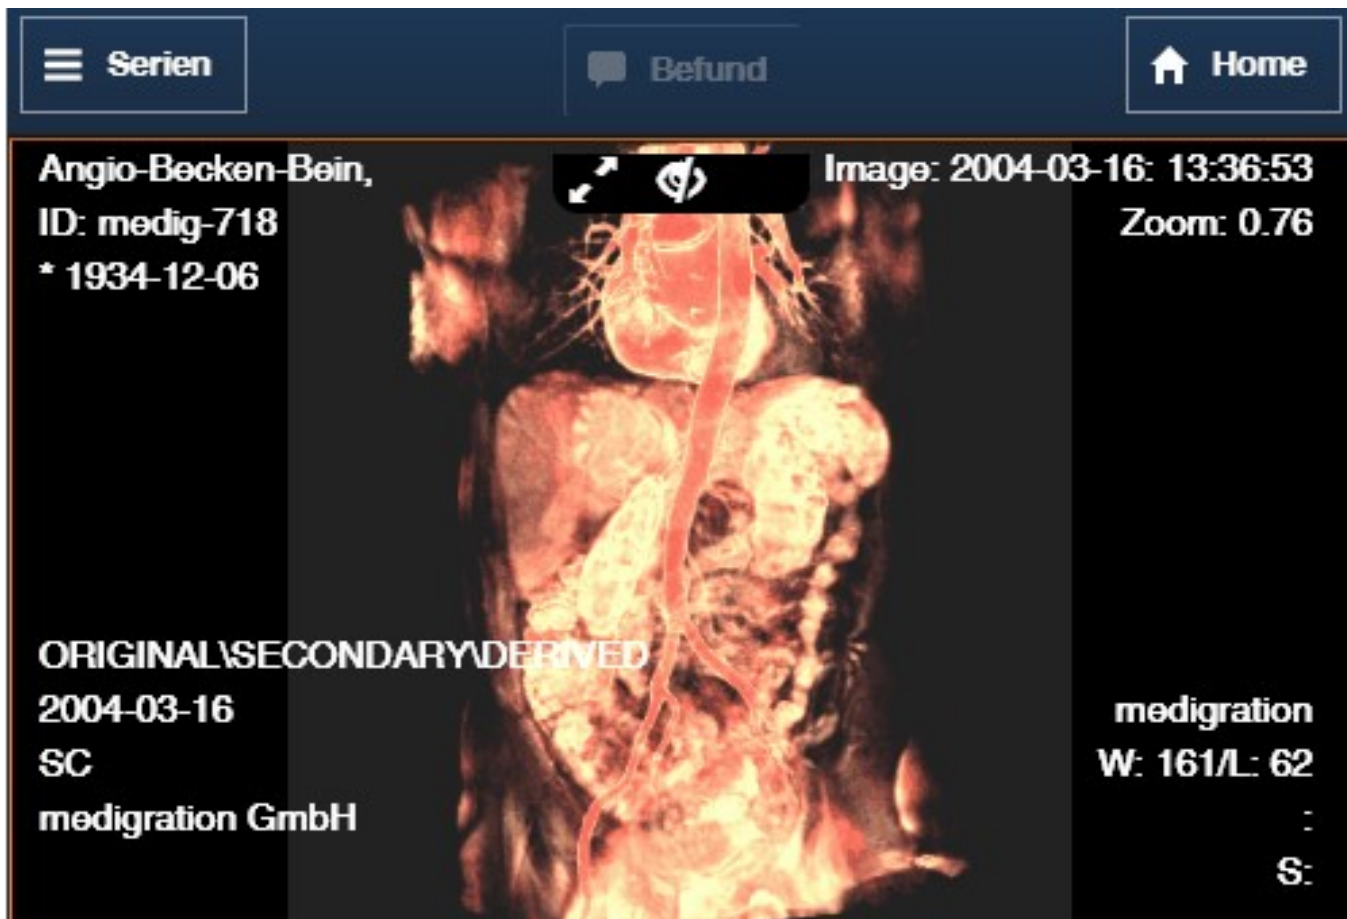 Serien
Befund
Home
Angio-Becken-Bein,
ID: medig-718
* 1934-12-06
Image: 2004-03-16: 13:36:53
Zoom: 0.76
ORIGINAL\SECONDARY\DERIVED
2004-03-16
SC
medigration GmbH
medigration
W: 161/L: 62
:
S: